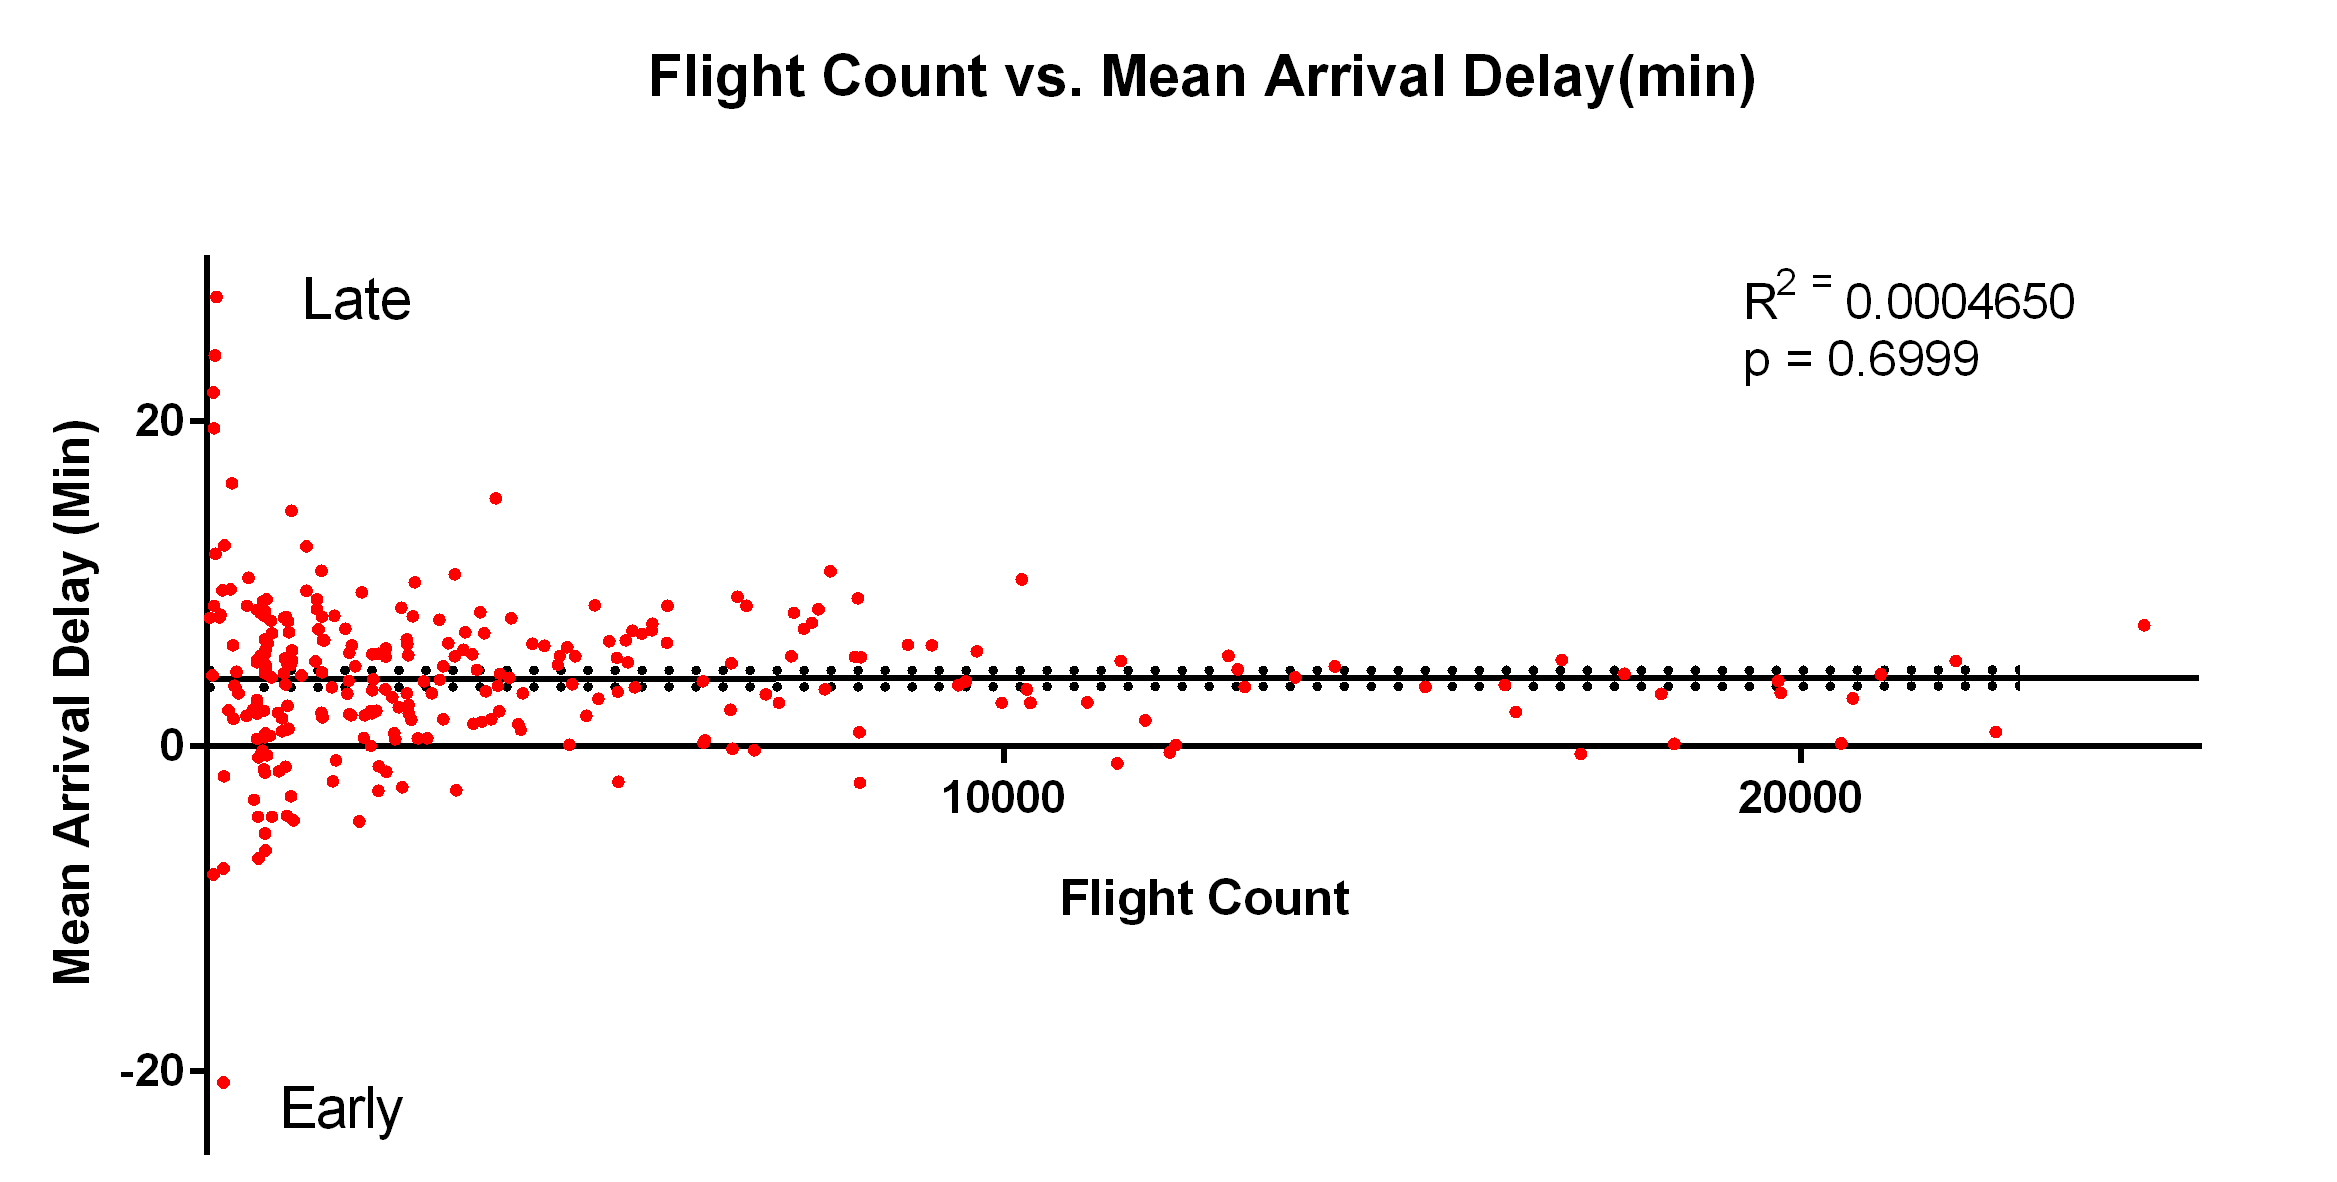 Flight Count vs. Mean Arrival Delay(min)
Late
R² = 0.0004650
p = 0.6999
Mean Arrival Delay (Min)
20
0
-20
10000
20000
Flight Count
Early